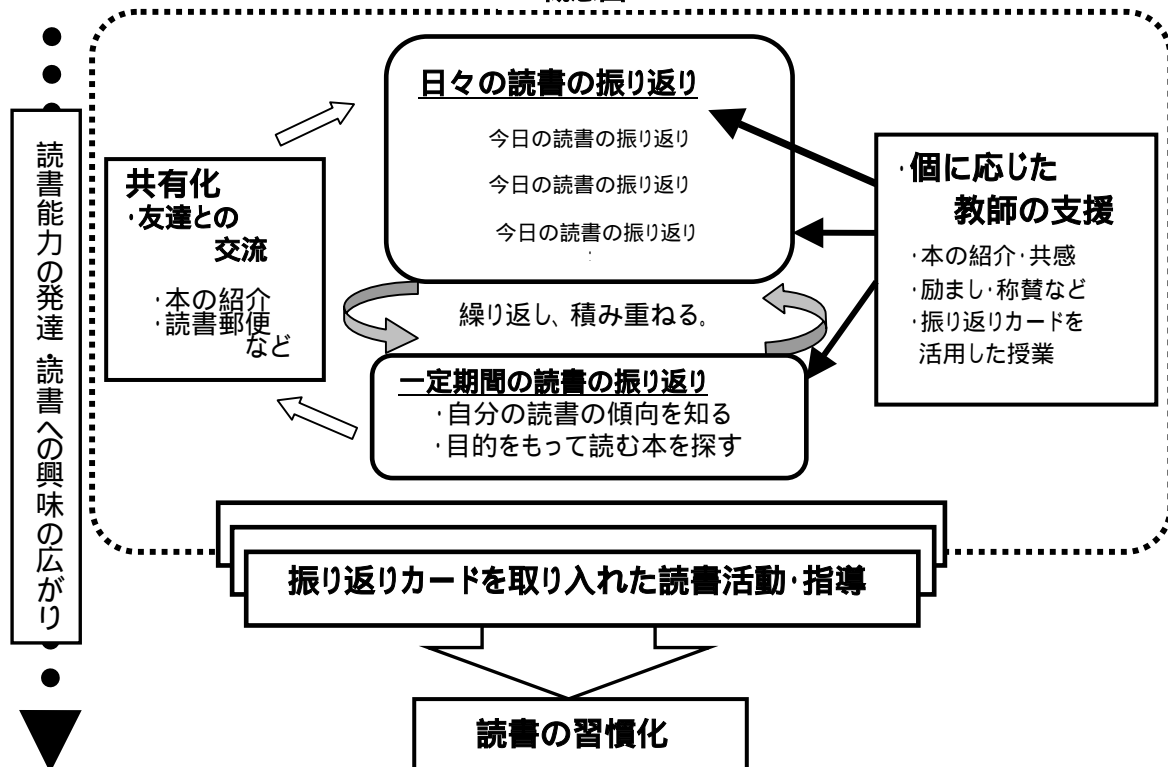 読書能力の発達・読書への興味の広がり
日々の読書の振り返り
今日の読書の振り返り
今日の読書の振り返り
今日の読書の振り返り
共有化
・友達との
交流
・本の紹介
・読書郵便
など
・個に応じた
教師の支援
・本の紹介・共感
・励まし・称賛など
・振り返りカードを
活用した授業
繰り返し、積み重ねる。
一定期間の読書の振り返り
・自分の読書の傾向を知る
・目的をもって読む本を探す
振り返りカードを取り入れた読書活動・指導
読書の習慣化